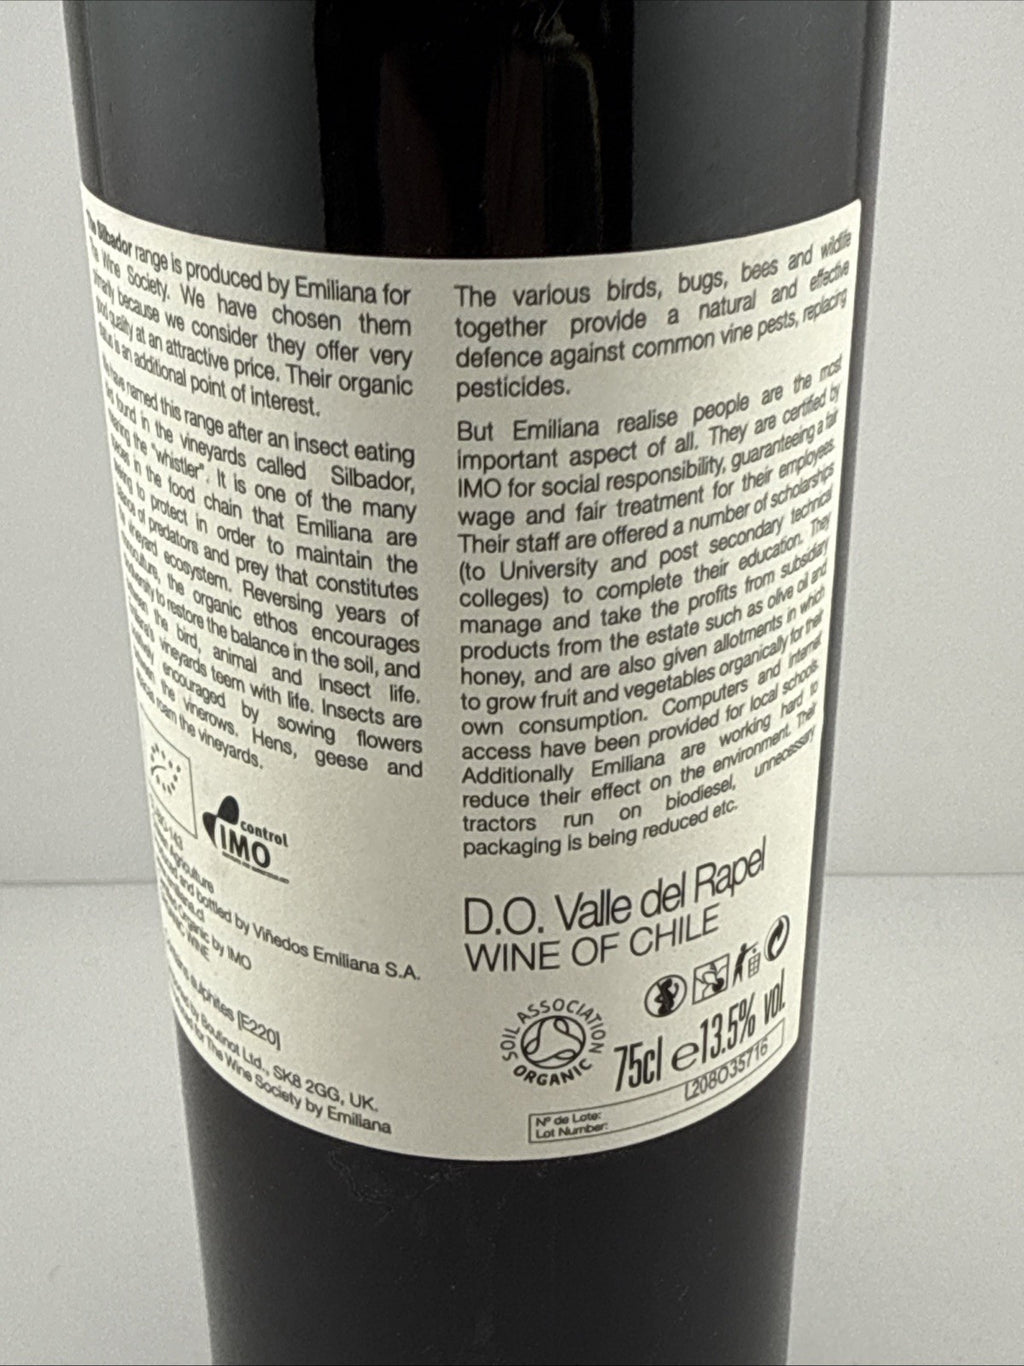 The Silbador range is produced by Emiliana for
The Wine Society. We have chosen them
because we consider they offer very
quality at an attractive price. Their organic
is an additional point of interest.
We have named this range after an insect eating
found in the vineyards called Silbador,
the "whistler". It is one of the many
in the food chain that Emiliana are
to protect in order to maintain the
of predators and prey that constitutes
vineyard ecosystem. Reversing years of
the organic ethos encourages
to restore the balance in the soil, and
the bird, animal and insect life.
vineyards teem with life. Insects are
encouraged by sowing flowers
the vinerows. Hens, geese and
roam the vineyards.
control
IMO
Agriculture
and bottled by Viñedos Emiliana S.A.
Organic by IMO
WINE
sulphites [E220]
by Boutinot Ltd., SK8 2GG, UK.
for The Wine Society by Emiliana
The various birds, bugs, bees and wildlife
together provide a natural and effective
defence against common vine pests, replacing
pesticides.
But Emiliana realise people are the most
important aspect of all. They are certified by
IMO for social responsibility, guaranteeing a fair
wage and fair treatment for their employees.
Their staff are offered a number of scholarships
(to University and post secondary technical
colleges) to complete their education. They
manage and take the profits from subsidiary
products from the estate such as olive oil and
honey, and are also given allotments in which
to grow fruit and vegetables organically for their
own consumption. Computers and Internet
access have been provided for local schools.
Additionally Emiliana are working hard to
reduce their effect on the environment. Their
tractors run on biodiesel, unnecessary
packaging is being reduced etc.
D.O. Valle del Rapel
WINE OF CHILE
SOIL ASSOCIATION
ORGANIC
75cl e 13.5% vol.
Nº de Lote:
Lot Number:
L208O35716